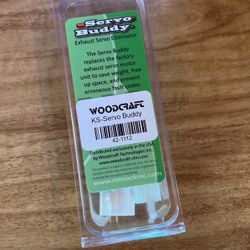 Servo
Buddy
Exhaust Servo Eliminator
The Servo Buddy
replaces the factory
exhaust servo motor
unit to save weight, free
up space, and prevent
erroneous fault codes.
WOODCRAFT
KS-Servo Buddy
42-1112
Distributed exclusively in the USA
by Woodcraft Technologies Inc.
www.woodcraft-cfm.com